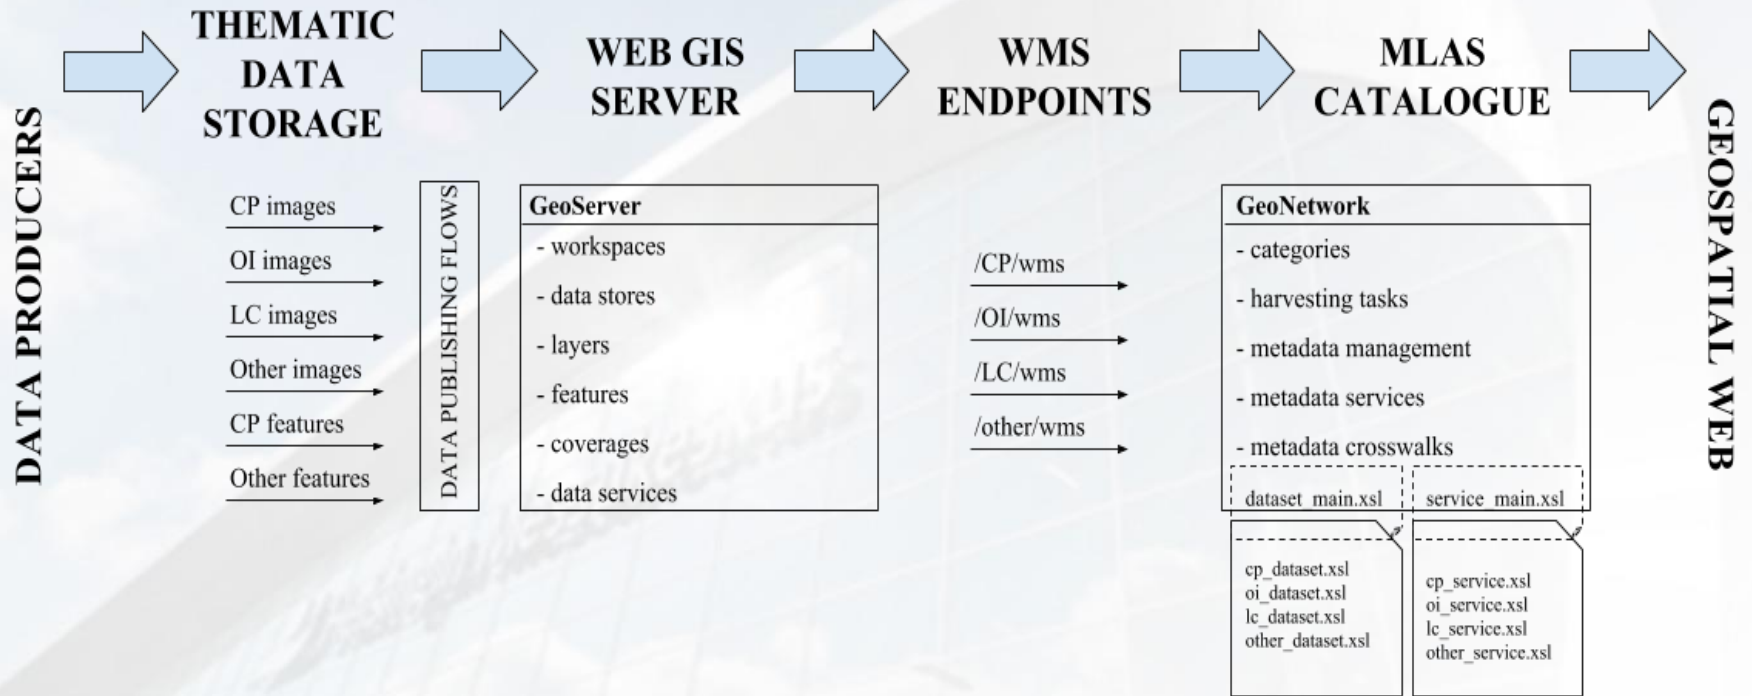 DATA PRODUCERS
THEMATIC
DATA
STORAGE
CP images
OI images
LC images
Other images
CP features
Other features
DATA PUBLISHING FLOWS
WEB GIS
SERVER
GeoServer
- workspaces
- data stores
- layers
- features
- coverages
- data services
WMS
ENDPOINTS
/CP/wms
/OI/wms
/LC/wms
/other/wms
MLAS
CATALOGUE
GeoNetwork
- categories
- harvesting tasks
- metadata management
- metadata services
- metadata crosswalks
dataset_main.xsl
cp_dataset.xsl
oi_dataset.xsl
lc_dataset.xsl
other_dataset.xsl
service_main.xsl
cp_service.xsl
oi_service.xsl
lc_service.xsl
other_service.xsl
GEOSPATIAL WEB